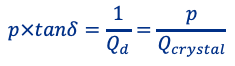 p×tanδ = 1/Q_d = p/Q_crystal